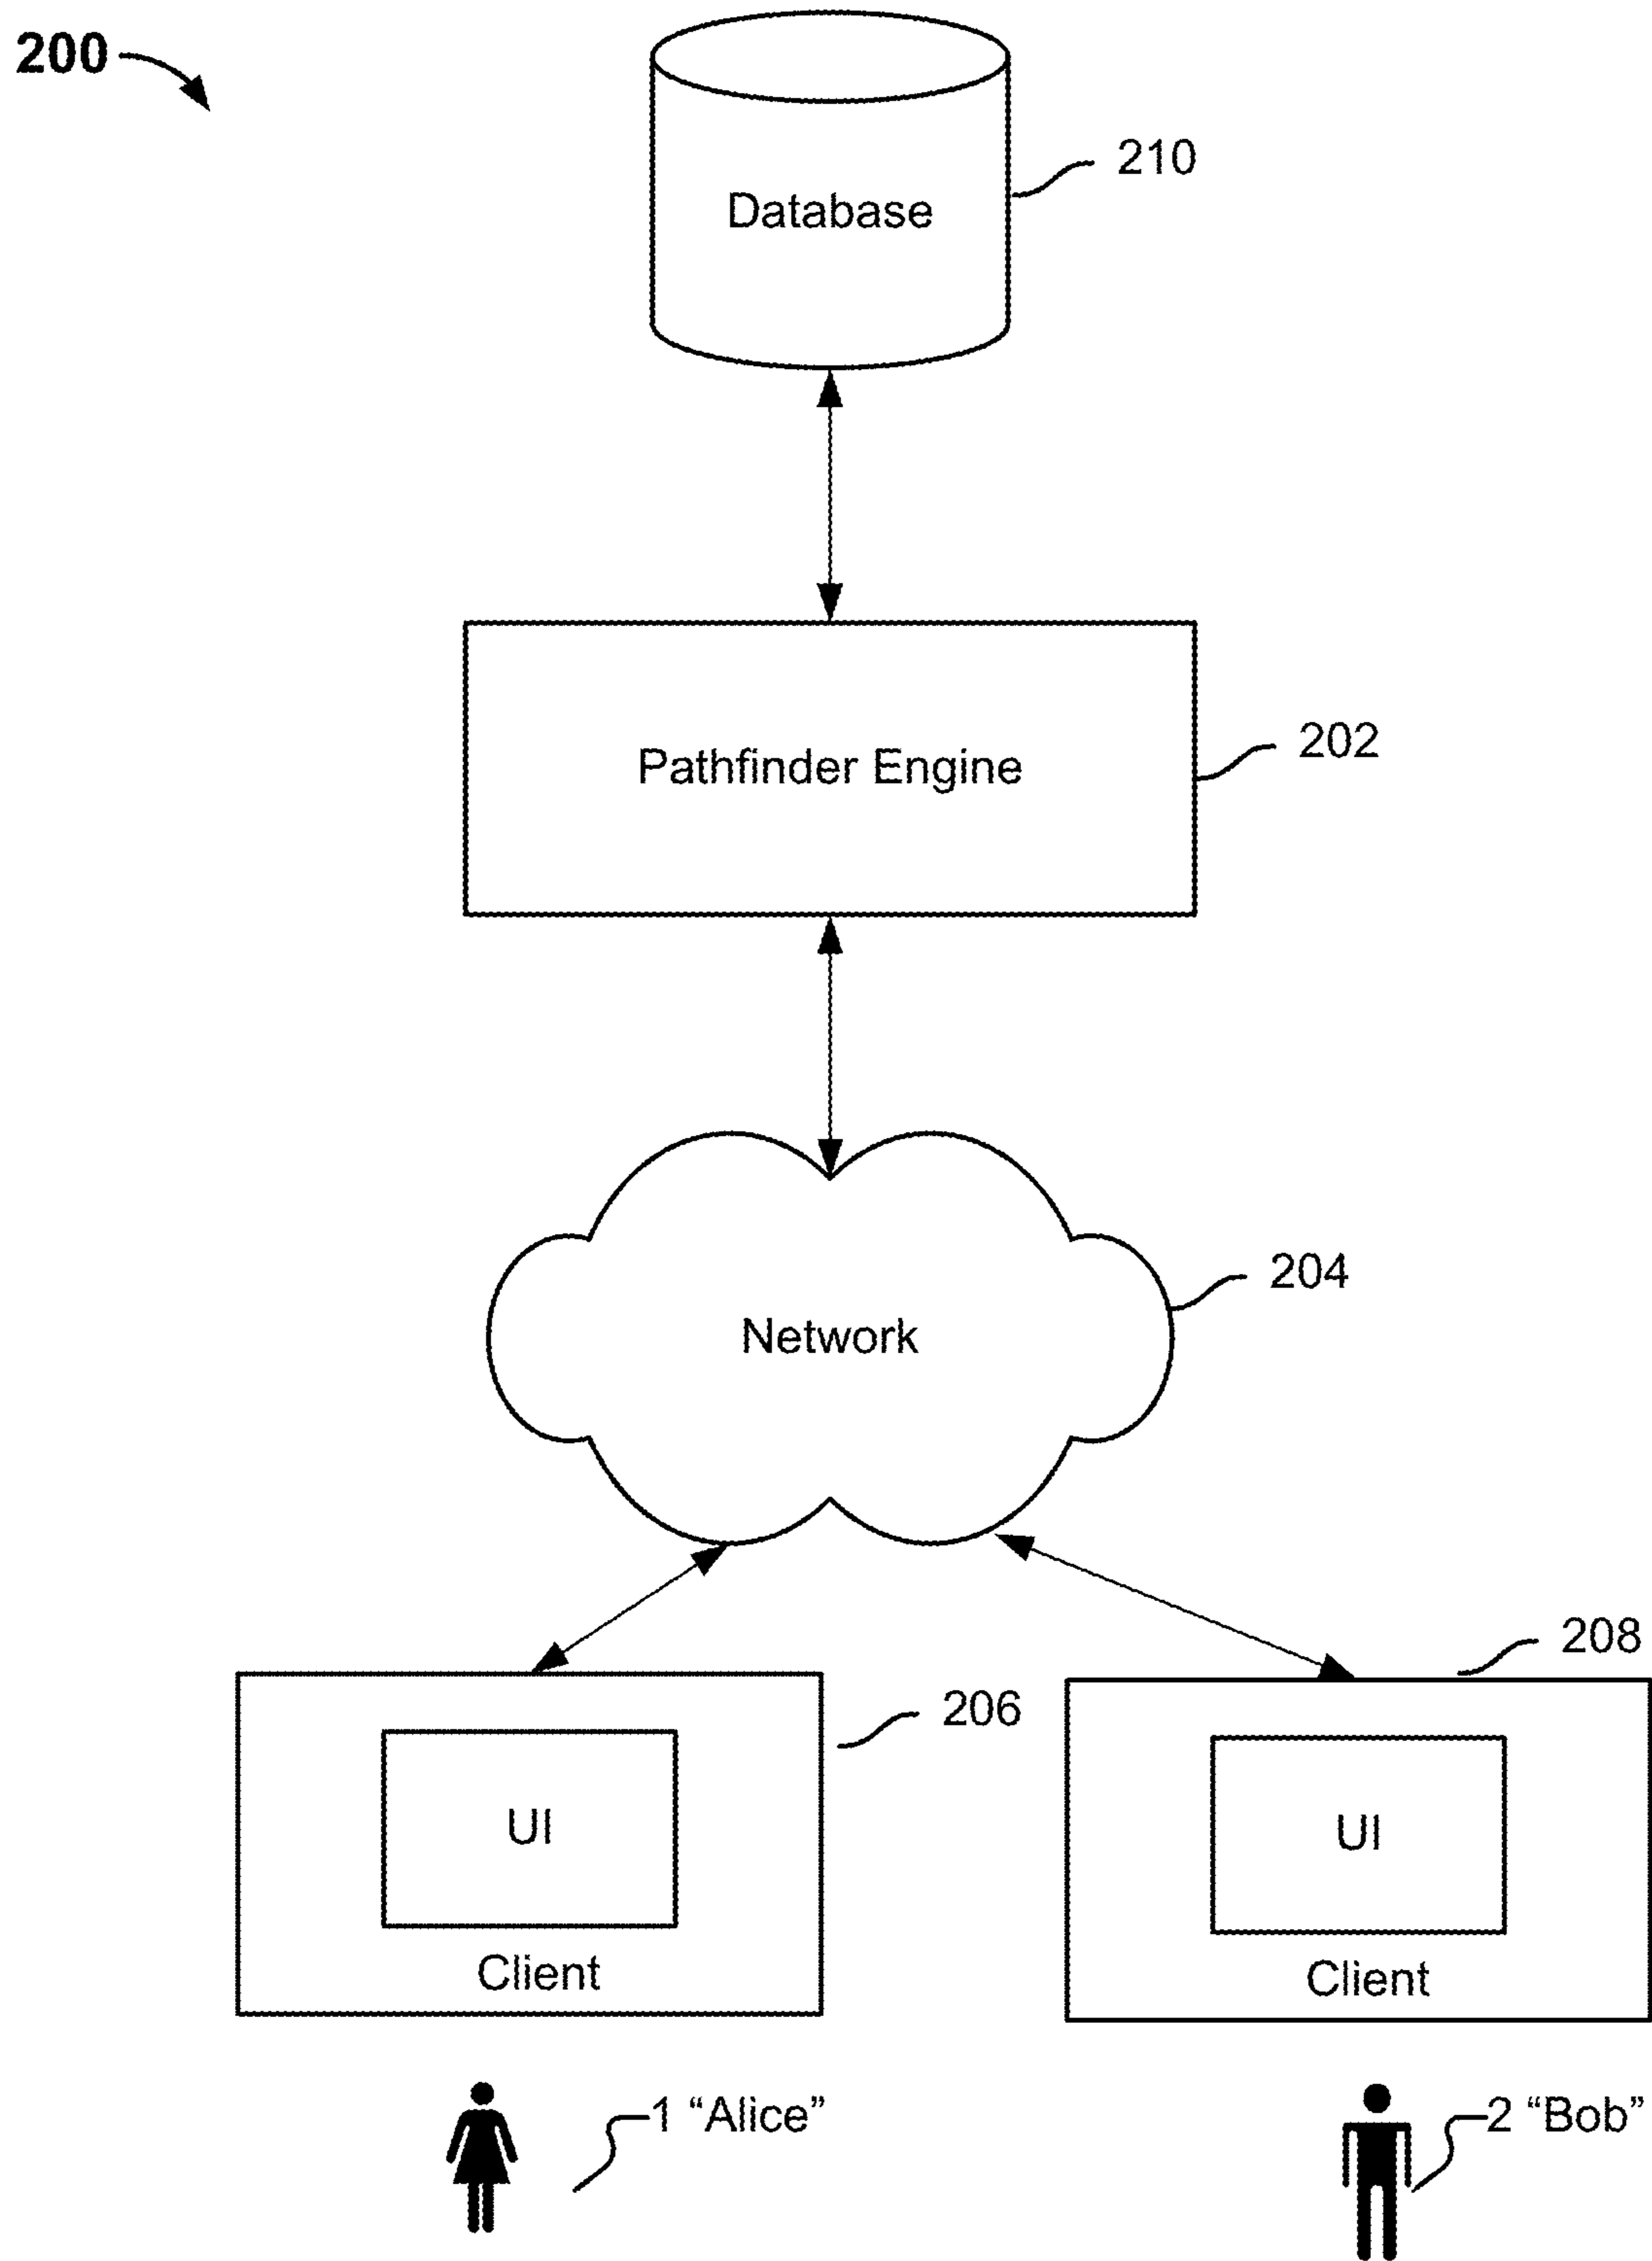 200
210
Database
202
Pathfinder Engine
204
Network
208
206
UI
UI
Client
Client
1 “Alice”
2 “Bob”